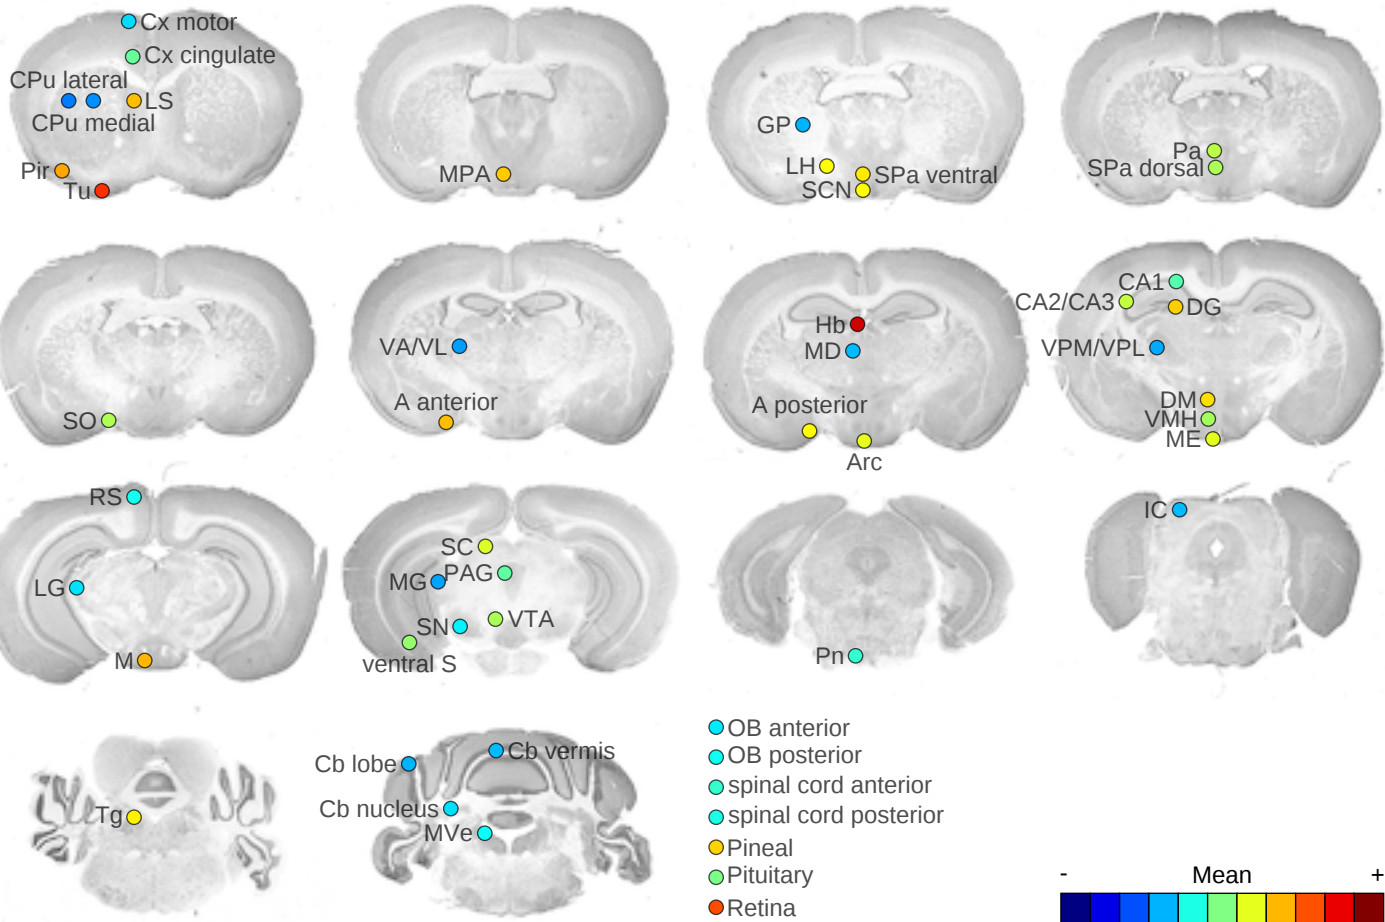 Cx motor
Cx cingulate
CPu lateral
LS
CPu medial
Pir
Tu
MPA
GP
LH
SPa ventral
SCN
Pa
SPa dorsal
SO
VA/VL
A anterior
Hb
MD
A posterior
Arc
CA1
CA2/CA3
DG
VPM/VPL
DM
VMH
ME
RS
LG
M
SC
MG
PAG
SN
VTA
ventral S
Pn
IC
Tg
Cb lobe
Cb vermis
Cb nucleus
MVe
OB anterior
OB posterior
spinal cord anterior
spinal cord posterior
Pineal
Pituitary
Retina
- Mean +